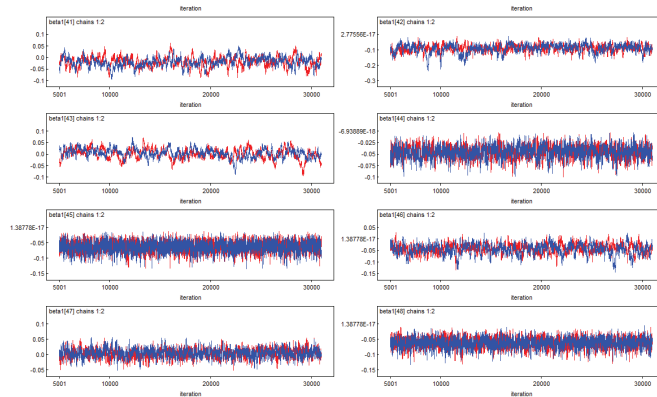 iteration
iteration
beta1[41] chains 1:2
0.1
0.05
0.0
-0.05
-0.1
5001
10000
20000
30000
iteration
beta1[42] chains 1:2
2.77556E-17
-0.1
-0.2
-0.3
5001
10000
20000
30000
iteration
beta1[43] chains 1:2
0.1
0.05
0.0
-0.05
-0.1
5001
10000
20000
30000
iteration
beta1[44] chains 1:2
-6.93889E-18
-0.025
-0.05
-0.075
-0.1
5001
10000
20000
30000
iteration
beta1[45] chains 1:2
1.38778E-17
-0.05
-0.1
-0.15
5001
10000
20000
30000
iteration
beta1[46] chains 1:2
0.05
1.38778E-17
-0.05
-0.1
-0.15
5001
10000
20000
30000
iteration
beta1[47] chains 1:2
0.1
0.05
0.0
-0.05
5001
10000
20000
30000
iteration
beta1[48] chains 1:2
1.38778E-17
-0.05
-0.1
-0.15
5001
10000
20000
30000
iteration